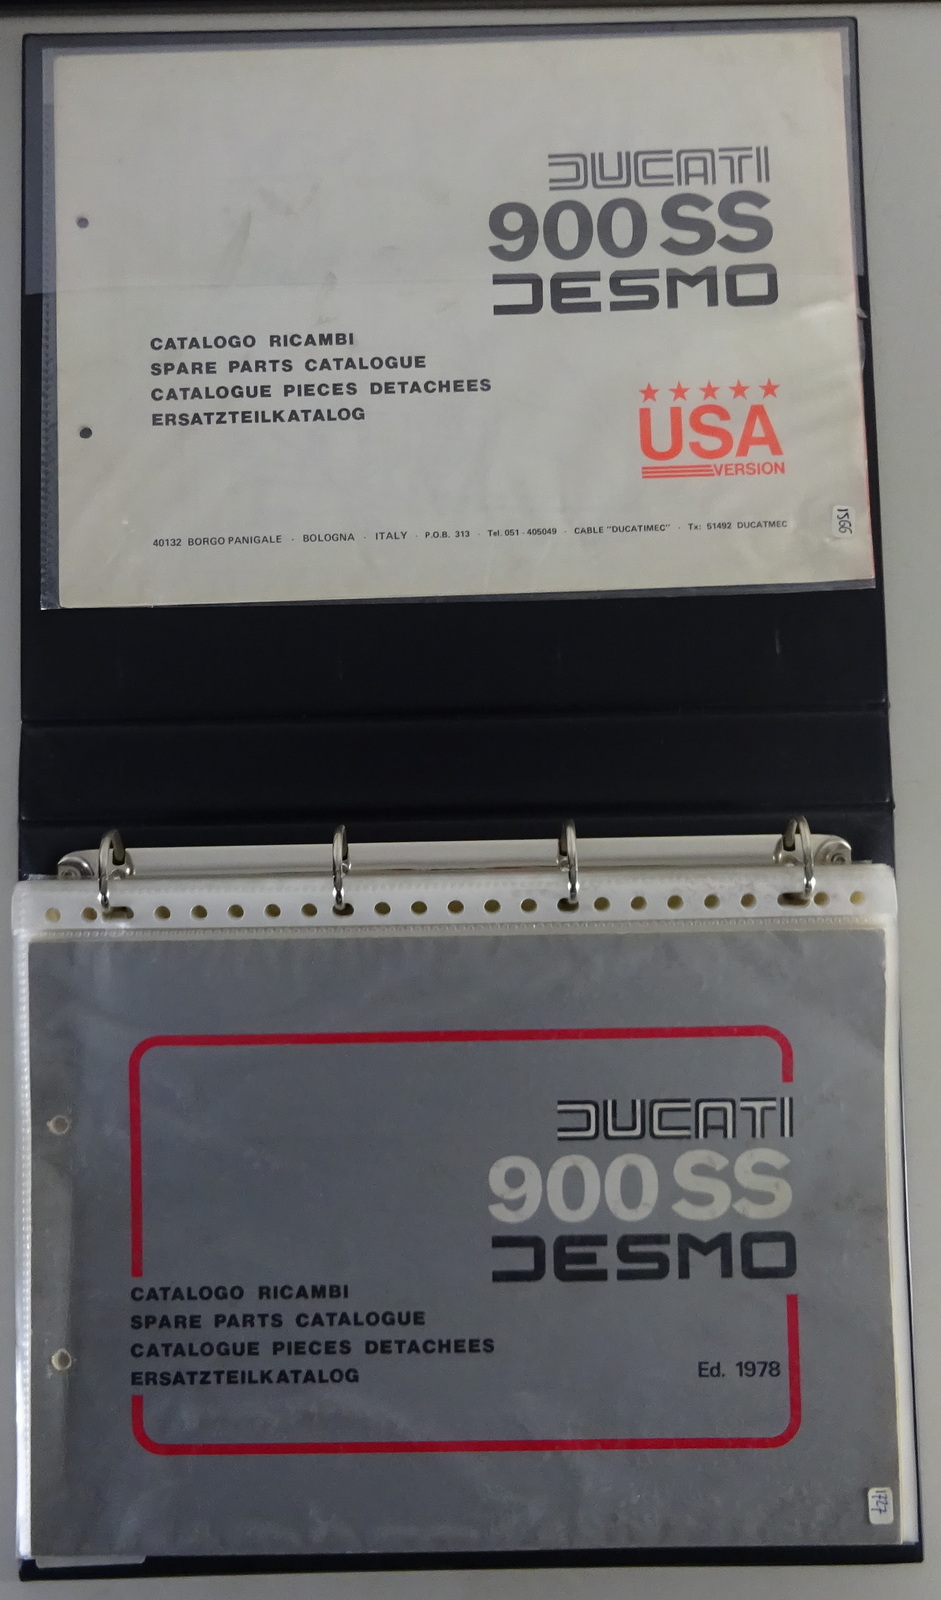 DUCATI
900 SS
DESMO
CATALOGO RICAMBI
SPARE PARTS CATALOGUE
CATALOGUE PIECES DETACHEES
ERSATZTEILKATALOG
USA
VERSION
40132 BORGO PANIGALE · BOLOGNA · ITALY · P.O.B. 313 · Tel. 051 - 405049 · CABLE "DUCATIMEC" · Tx: 51492 DUCATMEC
1566
DUCATI
900 SS
DESMO
CATALOGO RICAMBI
SPARE PARTS CATALOGUE
CATALOGUE PIECES DETACHEES
ERSATZTEILKATALOG
Ed. 1978
1727